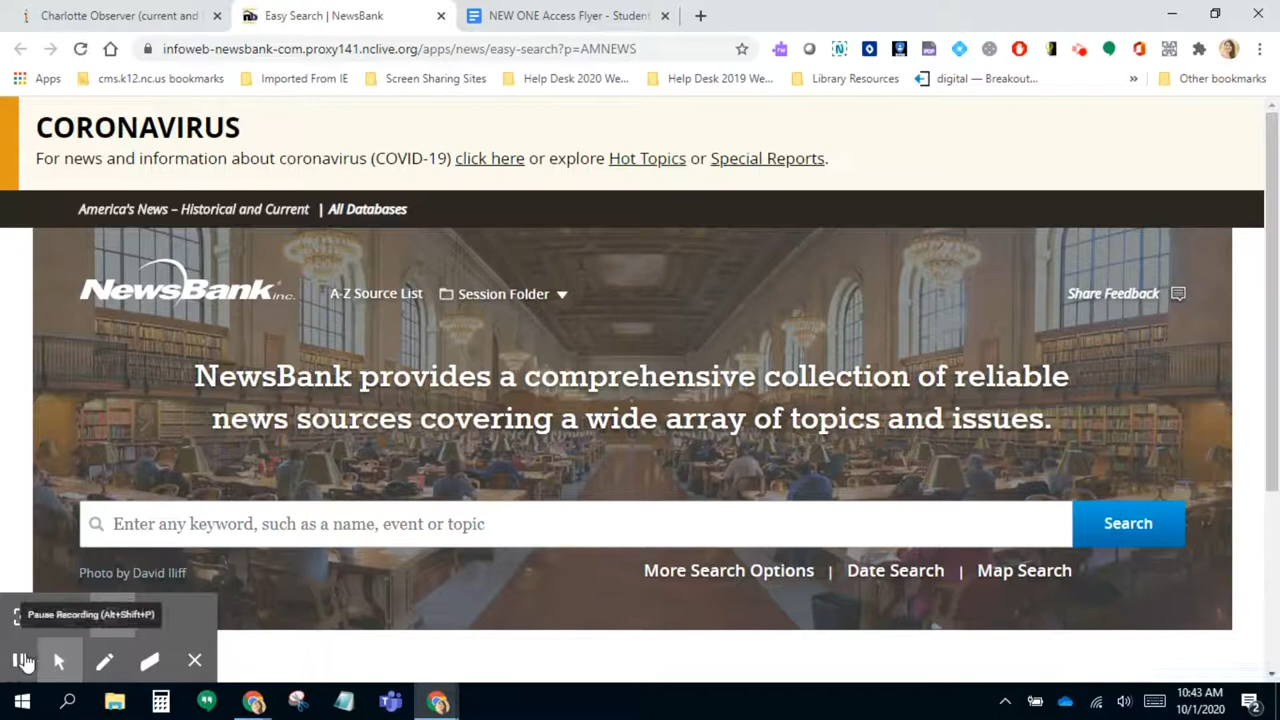 Charlotte Observer (current and
Easy Search | NewsBank
NEW ONE Access Flyer - Student
infoweb-newsbank-com.proxy141.nclive.org/apps/news/easy-search?p=AMNEWS
Apps
cms.k12.nc.us bookmarks
Imported From IE
Screen Sharing Sites
Help Desk 2020 We...
Help Desk 2019 We...
Library Resources
digital — Breakout...
»
Other bookmarks
CORONAVIRUS
For news and information about coronavirus (COVID-19) click here or explore Hot Topics or Special Reports.
America's News – Historical and Current | All Databases
NewsBank inc.
A-Z Source List
Session Folder
Share Feedback
NewsBank provides a comprehensive collection of reliable
news sources covering a wide array of topics and issues.
Enter any keyword, such as a name, event or topic
Search
Photo by David Iliff
More Search Options | Date Search | Map Search
Pause Recording (Alt+Shift+P)
10:43 AM
10/1/2020
2